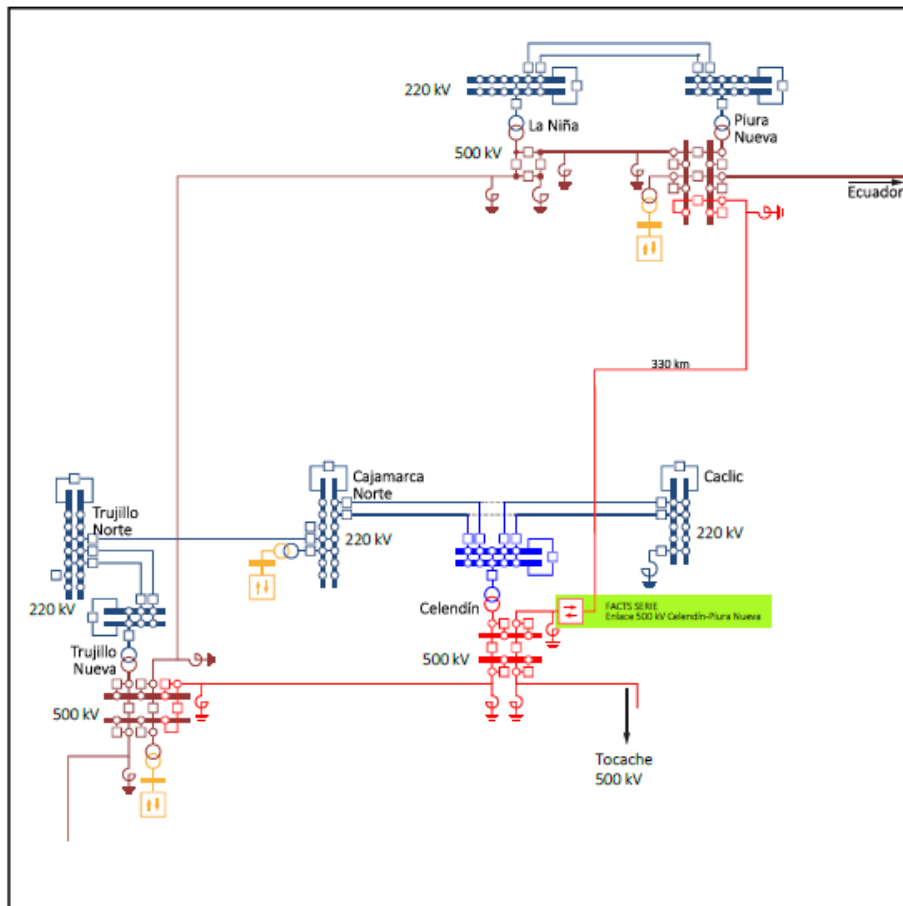 220 kV
La Niña
Piura
Nueva
500 kV
Ecuador
330 km
Cajamarca
Norte
Caclic
Trujillo
Norte
220 kV
220 kV
220 kV
Celendín
FACTS SERIE
Enlace 500 kV Celendín-Piura Nueva
Trujillo
Nueva
500 kV
500 kV
Tocache
500 kV